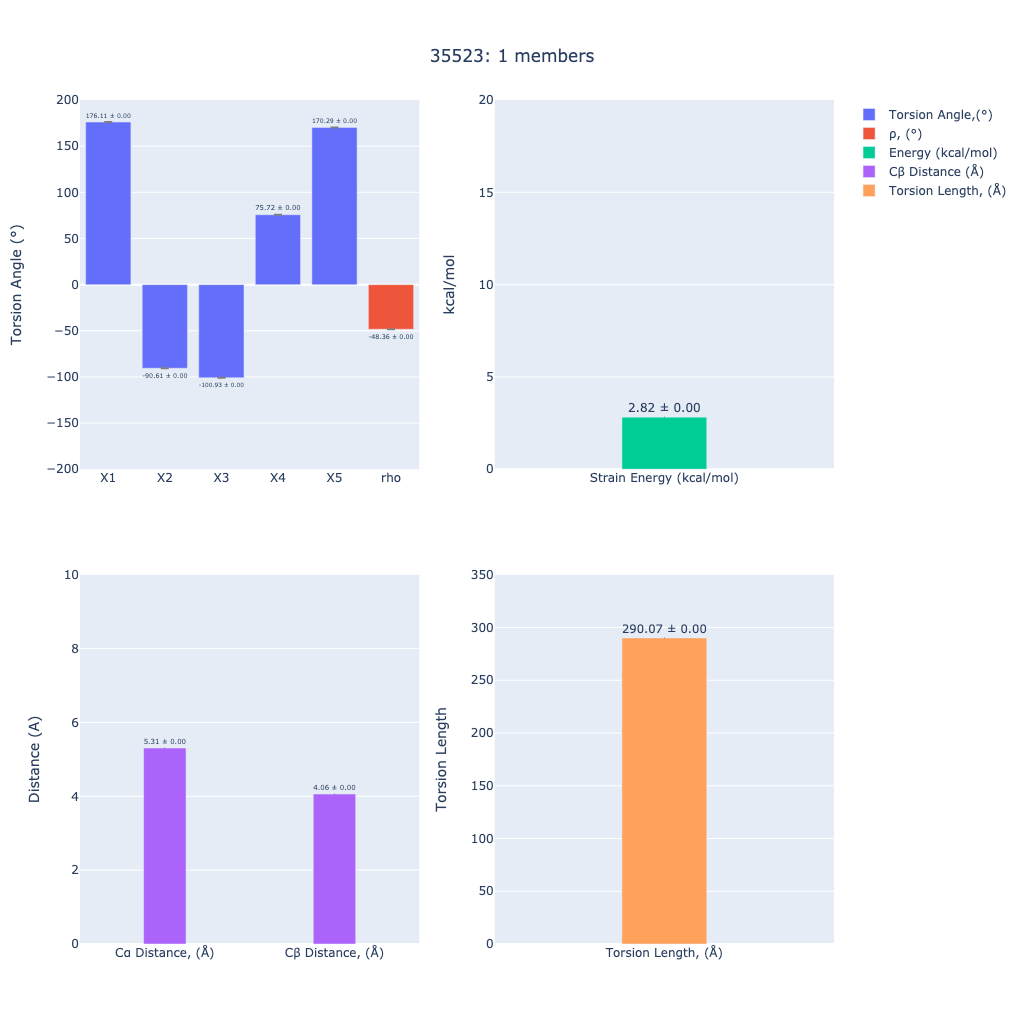 35523: 1 members
200
150
100
50
0
−50
−100
−150
−200
Torsion Angle (°)
176.11 ± 0.00
-90.61 ± 0.00
-100.93 ± 0.00
75.72 ± 0.00
170.29 ± 0.00
-48.36 ± 0.00
X1 X2 X3 X4 X5 rho
20
15
10
5
0
kcal/mol
2.82 ± 0.00
Strain Energy (kcal/mol)
Torsion Angle,(°)
ρ, (°)
Energy (kcal/mol)
Cβ Distance (Å)
Torsion Length, (Å)
10
8
6
4
2
0
Distance (A)
5.31 ± 0.00
4.06 ± 0.00
Cα Distance, (Å) Cβ Distance, (Å)
350
300
250
200
150
100
50
0
Torsion Length
290.07 ± 0.00
Torsion Length, (Å)